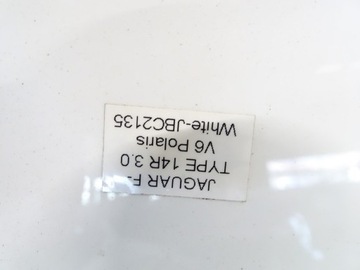 JAGUAR F-
TYPE 14R 3.0
V6 Polaris
White-JBC2135